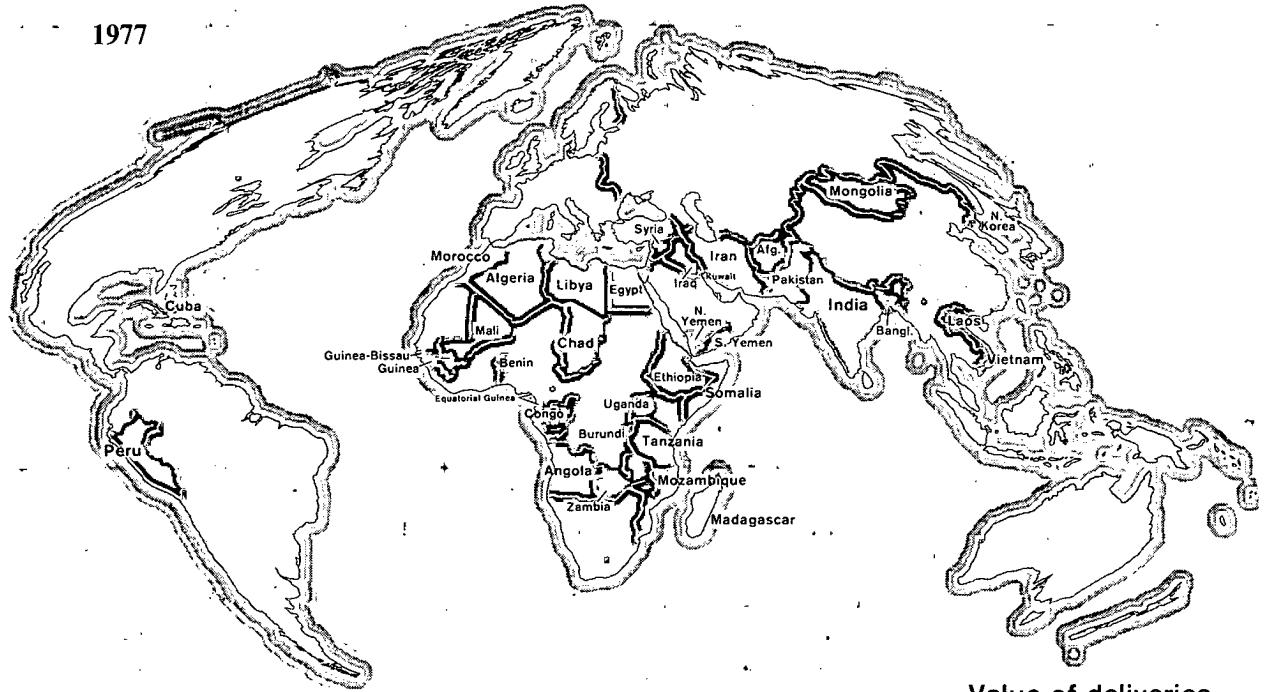 1977
Mongolia
N.
Korea
Syria
Iran
Afg.
Morocco
Algeria
Libya
Egypt
Iraq
Kuwait
Pakistan
India
Cuba
N.
Yemen
S. Yemen
Bangl.
Laos
Mali
Chad
Guinea-Bissau
Guinea
Benin
Vietnam
Ethiopia
Somalia
Equatorial Guinea
Congo
Uganda
Burundi
Tanzania
Peru
Angola
Mozambique
Zambia
Madagascar
Value of deliveries